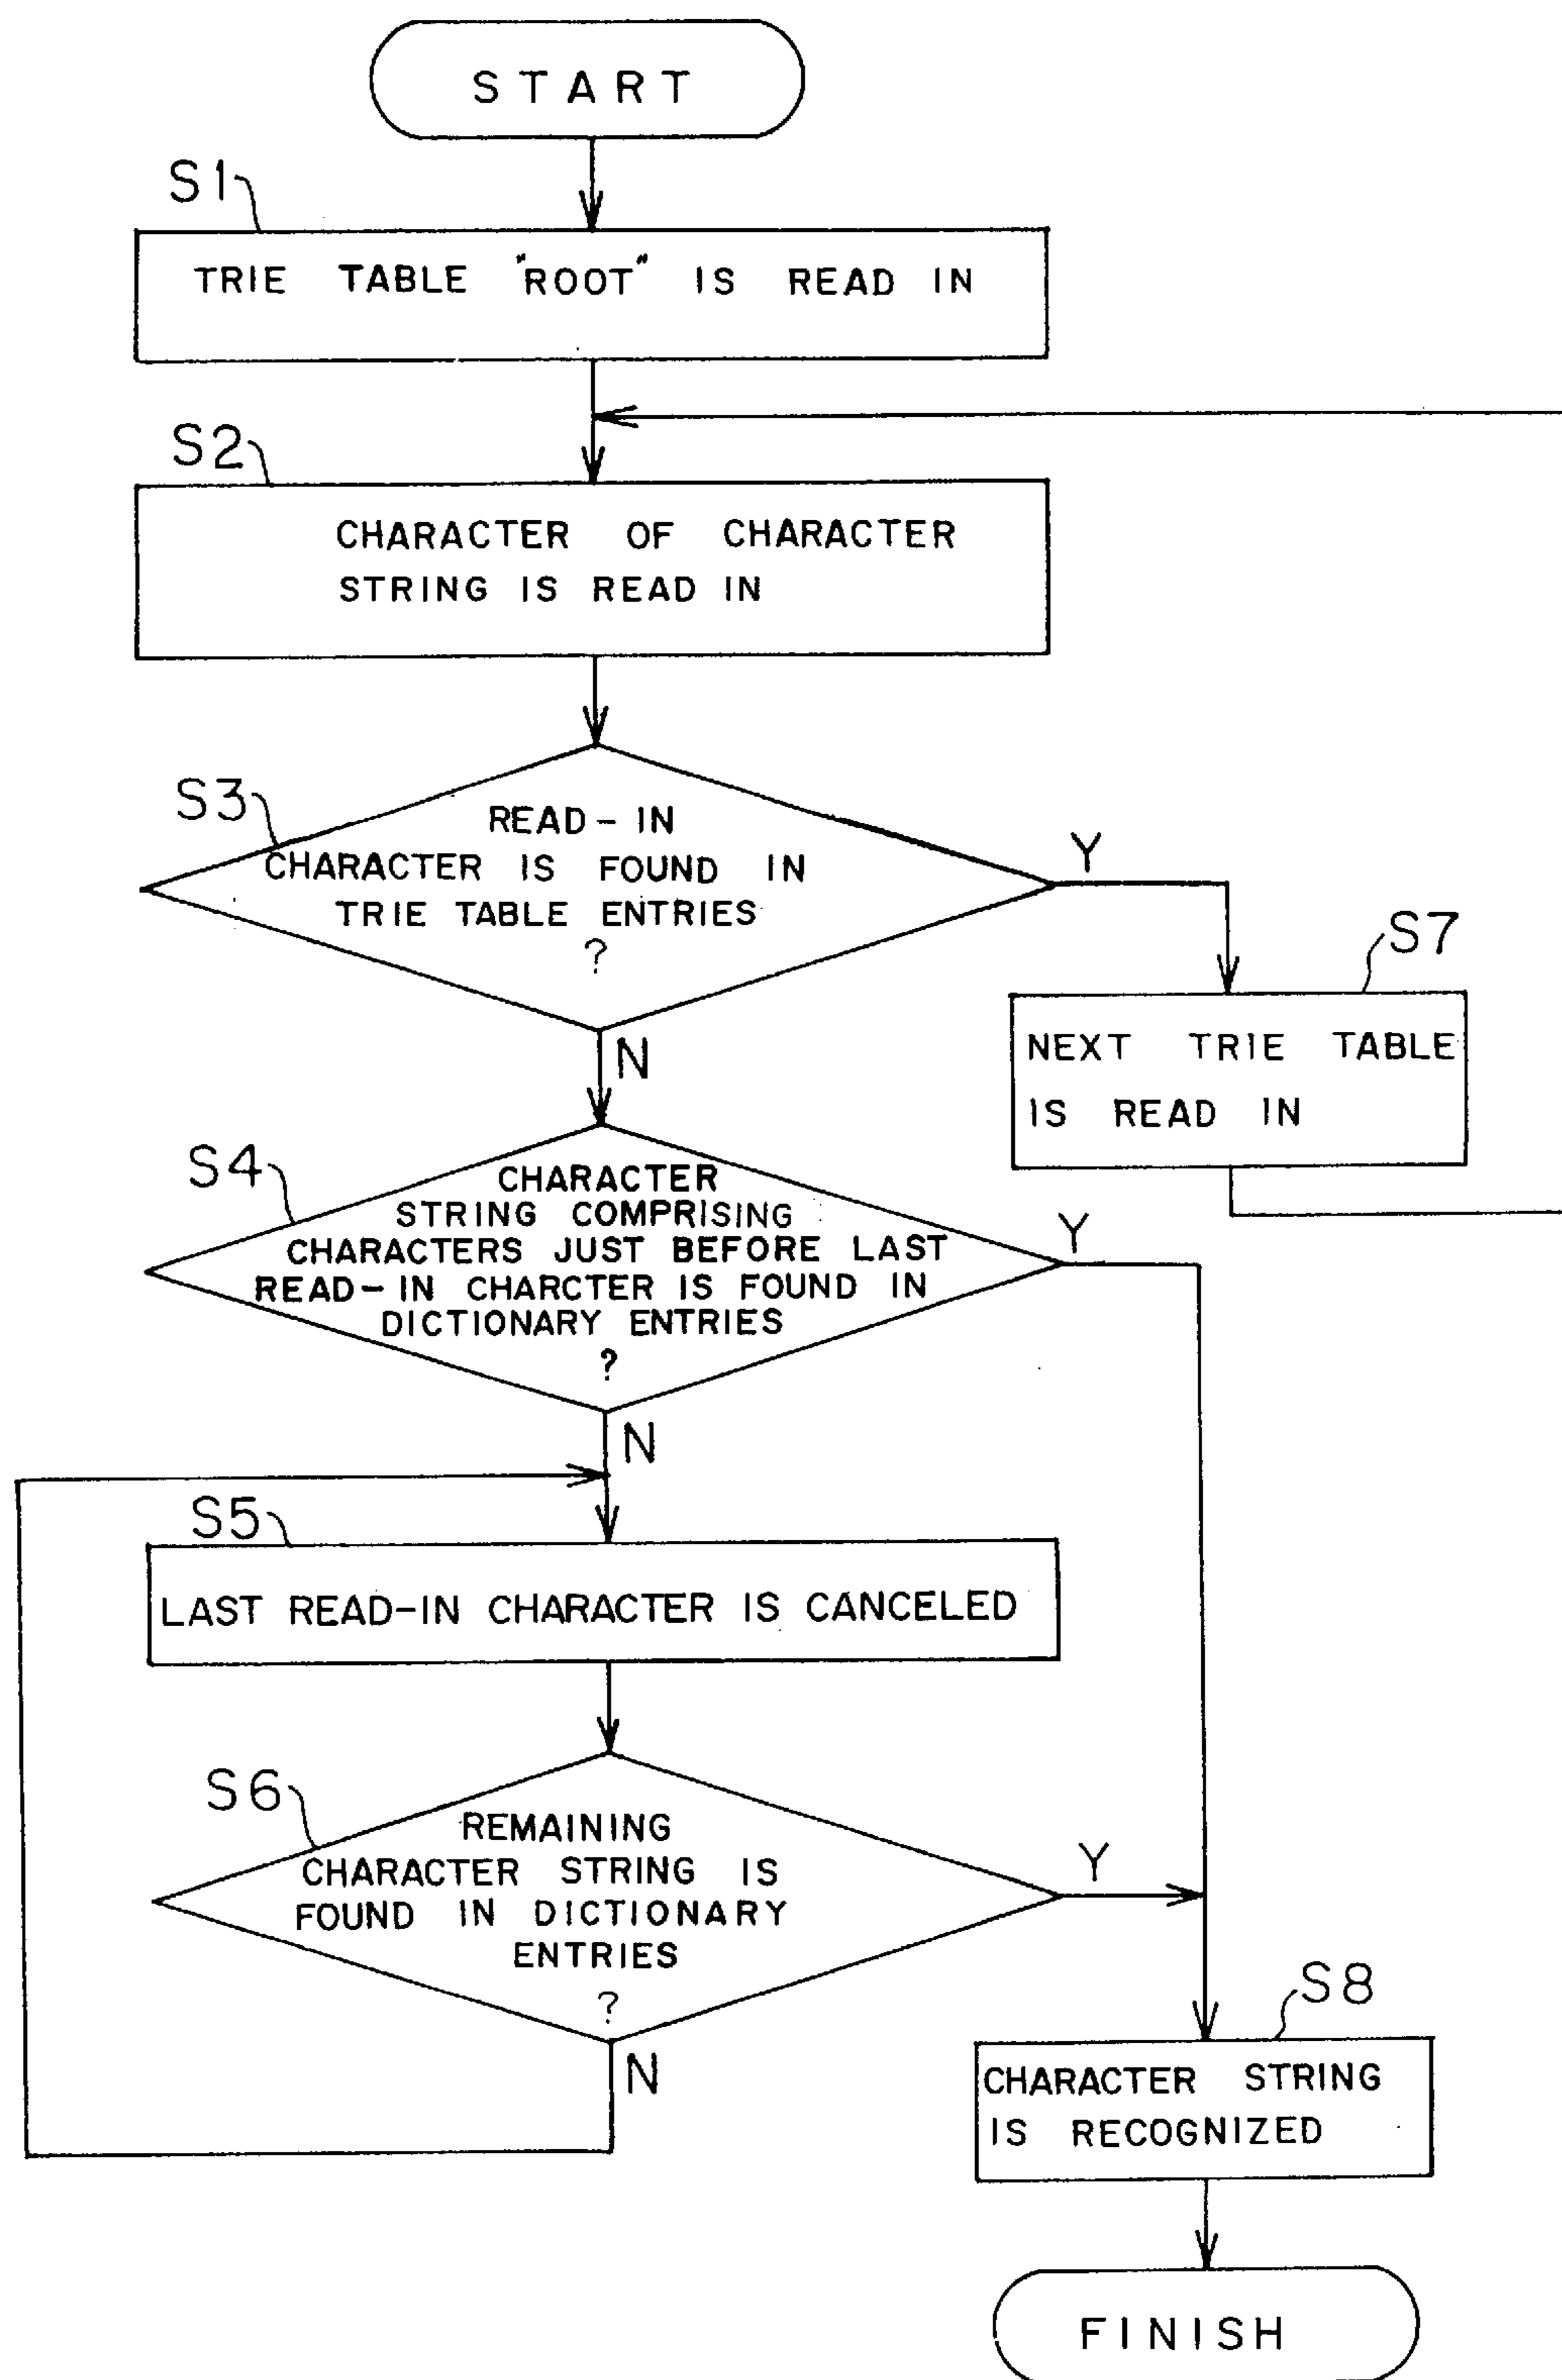 START
S1
TRIE TABLE "ROOT" IS READ IN
S2
CHARACTER OF CHARACTER
STRING IS READ IN
S3
READ-IN
CHARACTER IS FOUND IN
TRIE TABLE ENTRIES
?
Y
S7
NEXT TRIE TABLE
IS READ IN
N
S4
CHARACTER
STRING COMPRISING
CHARACTERS JUST BEFORE LAST
READ-IN CHARCTER IS FOUND IN
DICTIONARY ENTRIES
?
Y
N
S5
LAST READ-IN CHARACTER IS CANCELED
S6
REMAINING
CHARACTER STRING IS
FOUND IN DICTIONARY
ENTRIES
?
Y
N
S8
CHARACTER STRING
IS RECOGNIZED
FINISH